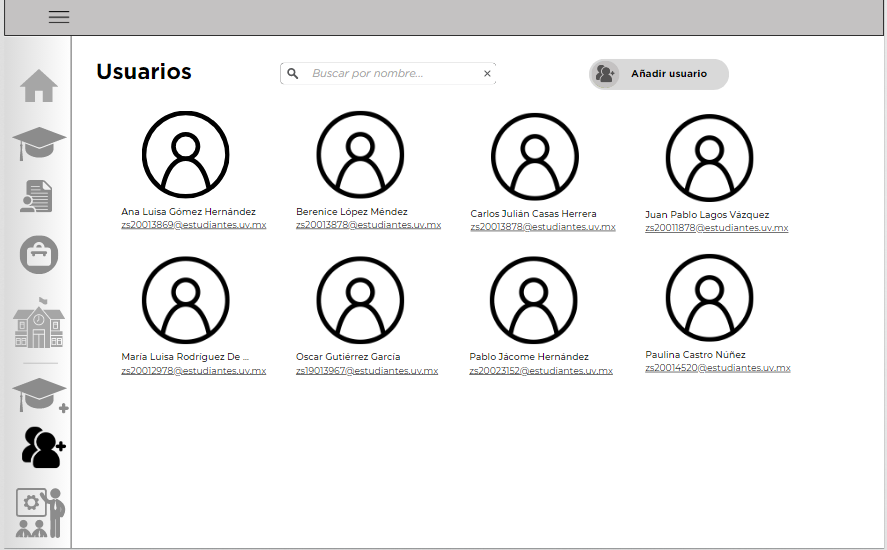 Usuarios
Buscar por nombre...
Añadir usuario
Ana Luisa Gómez Hernández
zs20013869@estudiantes.uv.mx
Berenice López Méndez
zs20013878@estudiantes.uv.mx
Carlos Julián Casas Herrera
zs20013878@estudiantes.uv.mx
Juan Pablo Lagos Vázquez
zs20011878@estudiantes.uv.mx
María Luisa Rodríguez De ...
zs20012978@estudiantes.uv.mx
Oscar Gutiérrez García
zs19013967@estudiantes.uv.mx
Pablo Jácome Hernández
zs20023152@estudiantes.uv.mx
Paulina Castro Núñez
zs20014520@estudiantes.uv.mx